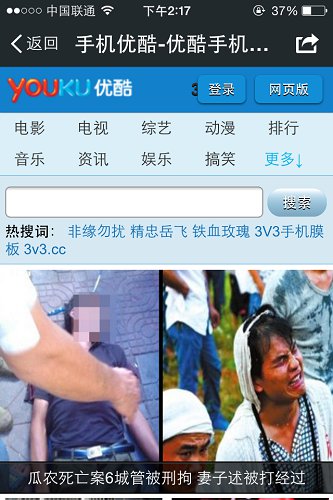 中国联通 下午2:17 37%
返回 手机优酷-优酷手机...
YOUKU 优酷 3 登录 网页版
电影 电视 综艺 动漫 排行
音乐 资讯 娱乐 搞笑 更多↓
搜索
热搜词： 非缘勿扰 精忠岳飞 铁血玫瑰 3V3手机膜
板 3v3.cc
瓜农死亡案6城管被刑拘 妻子述被打经过